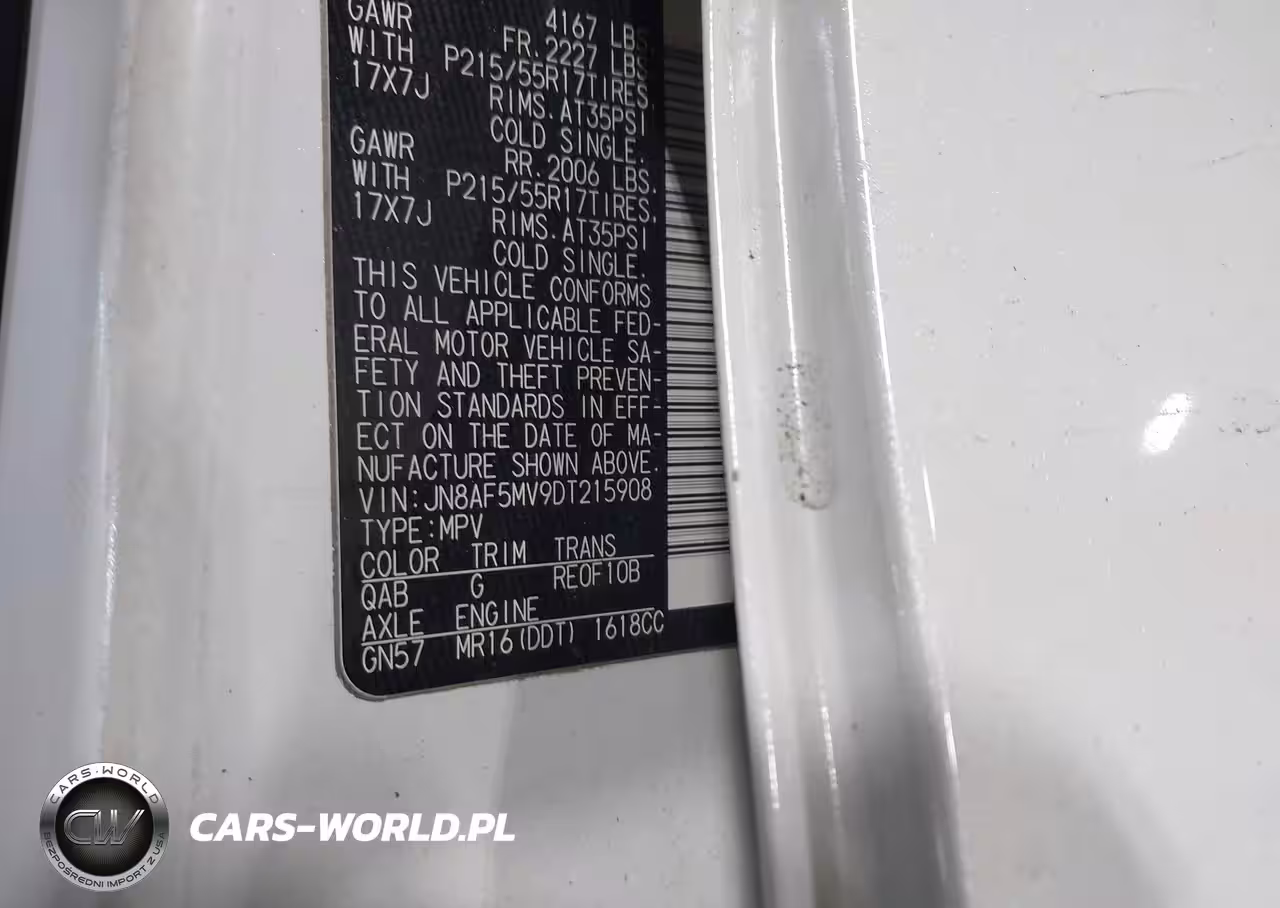 GAWR 4167 LBS.
WITH FR. 2227 LBS
17X7J P215/55R17TIRES.
RIMS. AT35PSI
COLD SINGLE.
GAWR RR. 2006 LBS.
WITH P215/55R17TIRES.
17X7J RIMS. AT35PSI
COLD SINGLE.
THIS VEHICLE CONFORMS
TO ALL APPLICABLE FED-
ERAL MOTOR VEHICLE SA-
FETY AND THEFT PREVEN-
TION STANDARDS IN EFF-
ECT ON THE DATE OF MA-
NUFACTURE SHOWN ABOVE.
VIN:JN8AF5MV9DT215908
TYPE:MPV
COLOR TRIM TRANS
QAB G RE0F10B
AXLE ENGINE
GN57 MR16(DDT) 1618CC
CARS-WORLD
CW
BEZPOŚREDNI IMPORT Z USA
CARS-WORLD.PL